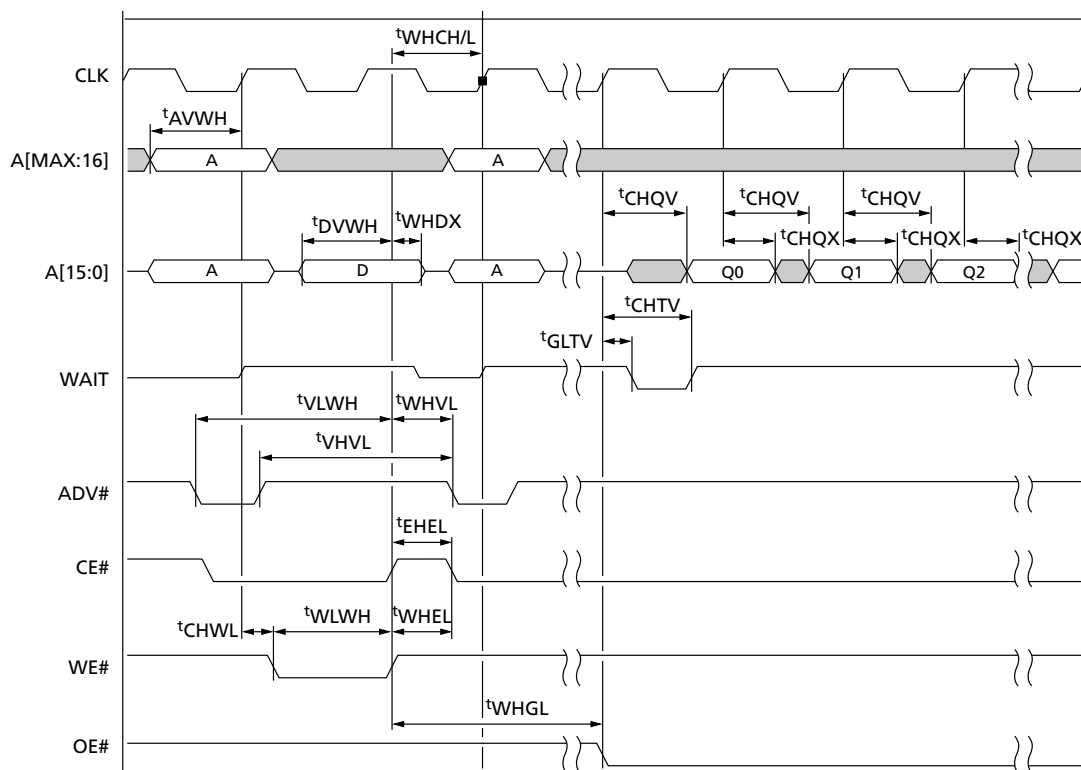 tWHCH/L
CLK
tAVWH
A[MAX:16]
A
A
tCHQV
tCHQV
tCHQV
tDVWH
tWHDX
tCHQX
tCHQX
tCHQX
A[15:0]
A
D
A
Q0
Q1
Q2
tCHTV
tGLTV
WAIT
tVLWH
tWHVL
tVHVL
ADV#
tEHEL
CE#
tCHWL
tWLWH
tWHEL
WE#
tWHGL
OE#